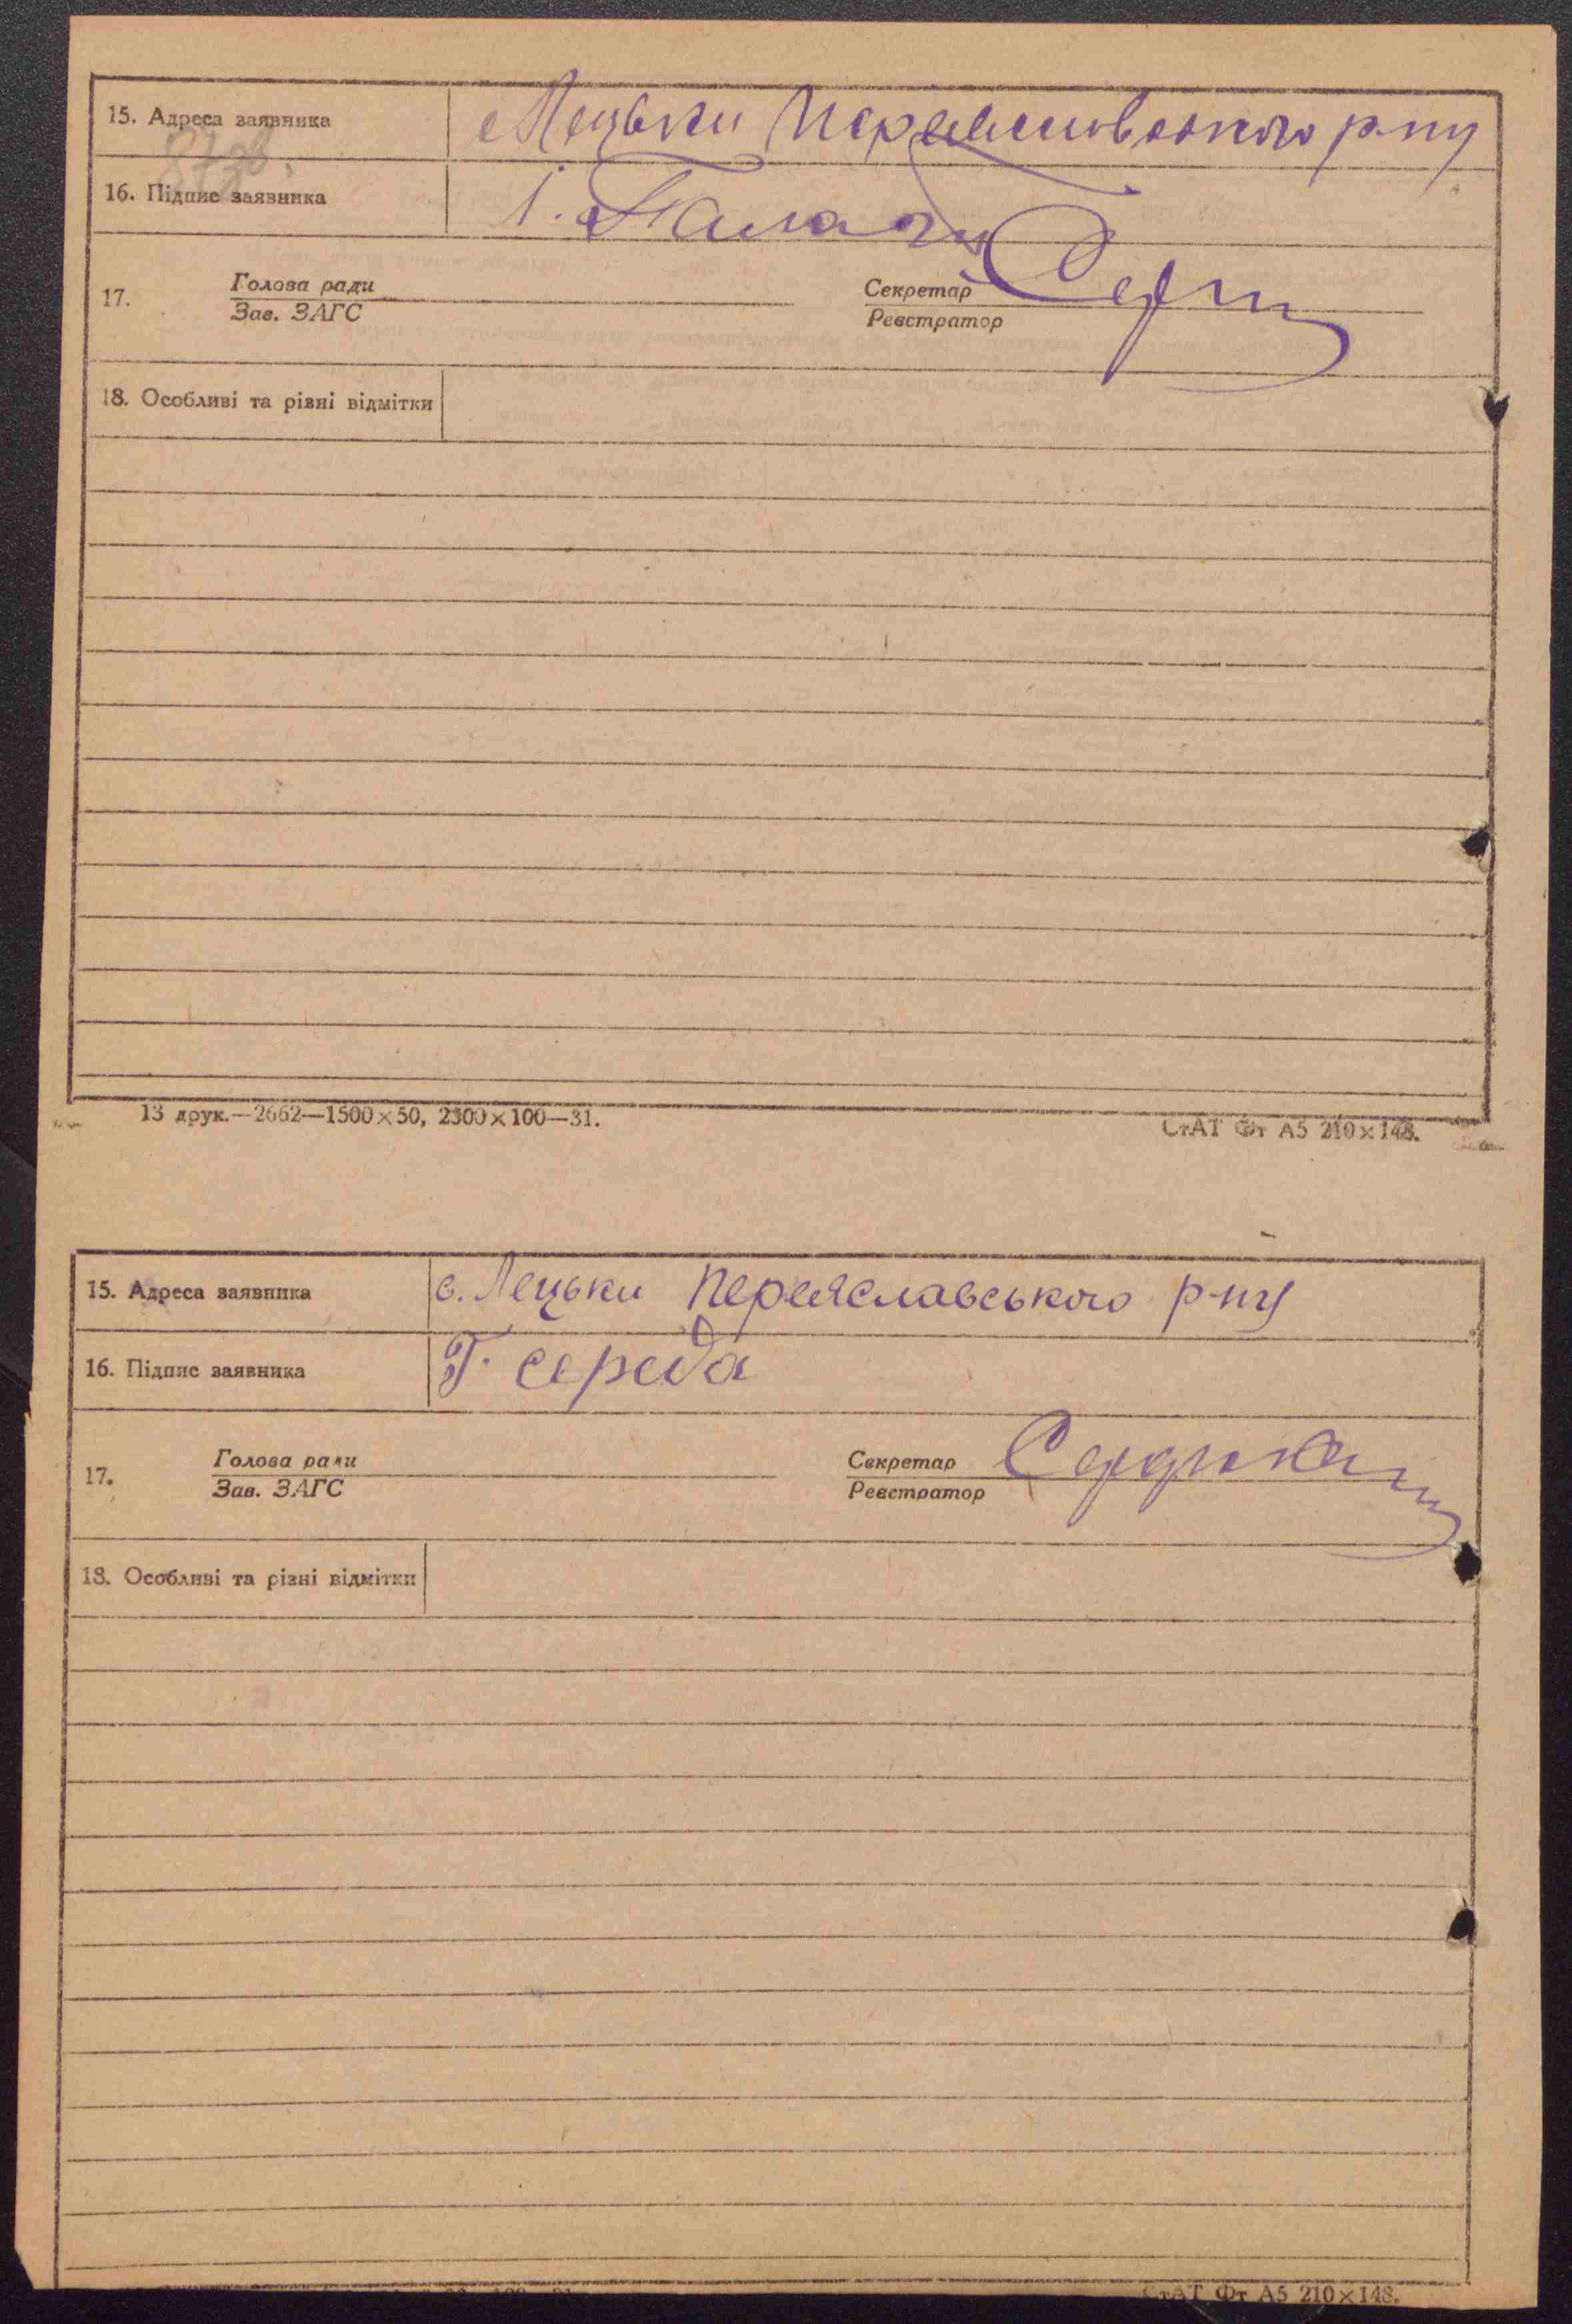 15. Адреса заявника с Лецьки Переяславського р-ну
16. Підпис заявника І.
17. Голова ради Секретар
Зав. ЗАГС Реєстратор
18. Особливі та різні відмітки
13 друк.—2662—1500×50, 2300×100—31. СтАТ Фт А5 210×148.
15. Адреса заявника с. Лецьки Переяславського р-ну
16. Підпис заявника Г. середа
17. Голова ради Секретар
Зав. ЗАГС Реєстратор
18. Особливі та різні відмітки
СтАТ Фт А5 210×148.